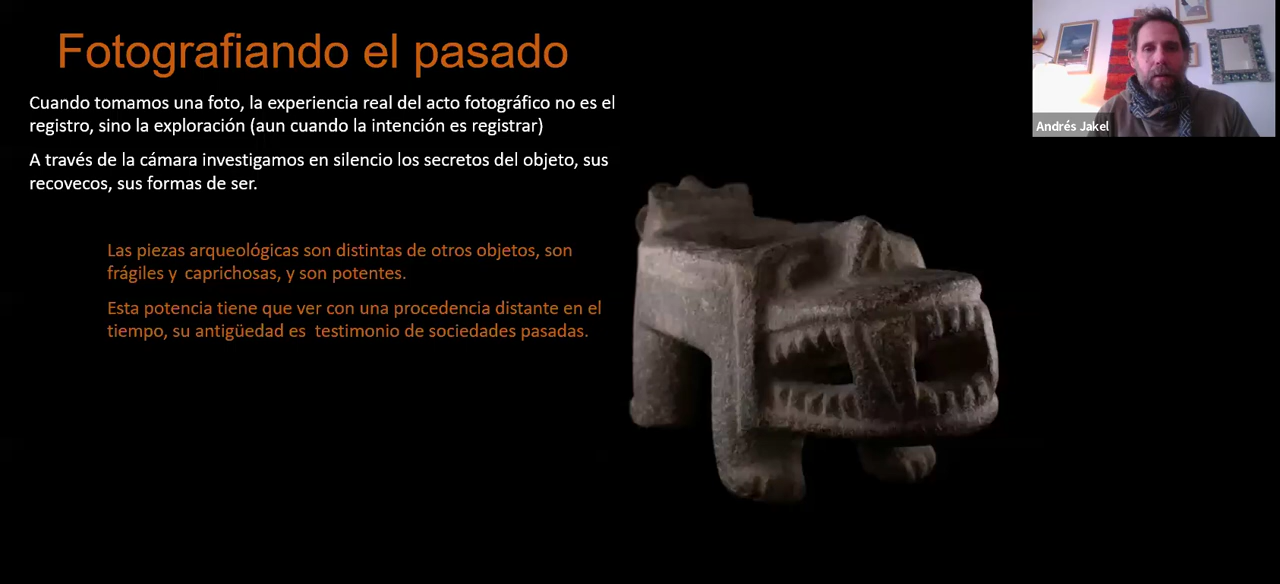 Fotografiando el pasado
Cuando tomamos una foto, la experiencia real del acto fotográfico no es el
registro, sino la exploración (aun cuando la intención es registrar)
A través de la cámara investigamos en silencio los secretos del objeto, sus
recovecos, sus formas de ser.
Las piezas arqueológicas son distintas de otros objetos, son
frágiles y caprichosas, y son potentes.
Esta potencia tiene que ver con una procedencia distante en el
tiempo, su antigüedad es testimonio de sociedades pasadas.
Andrés Jakel